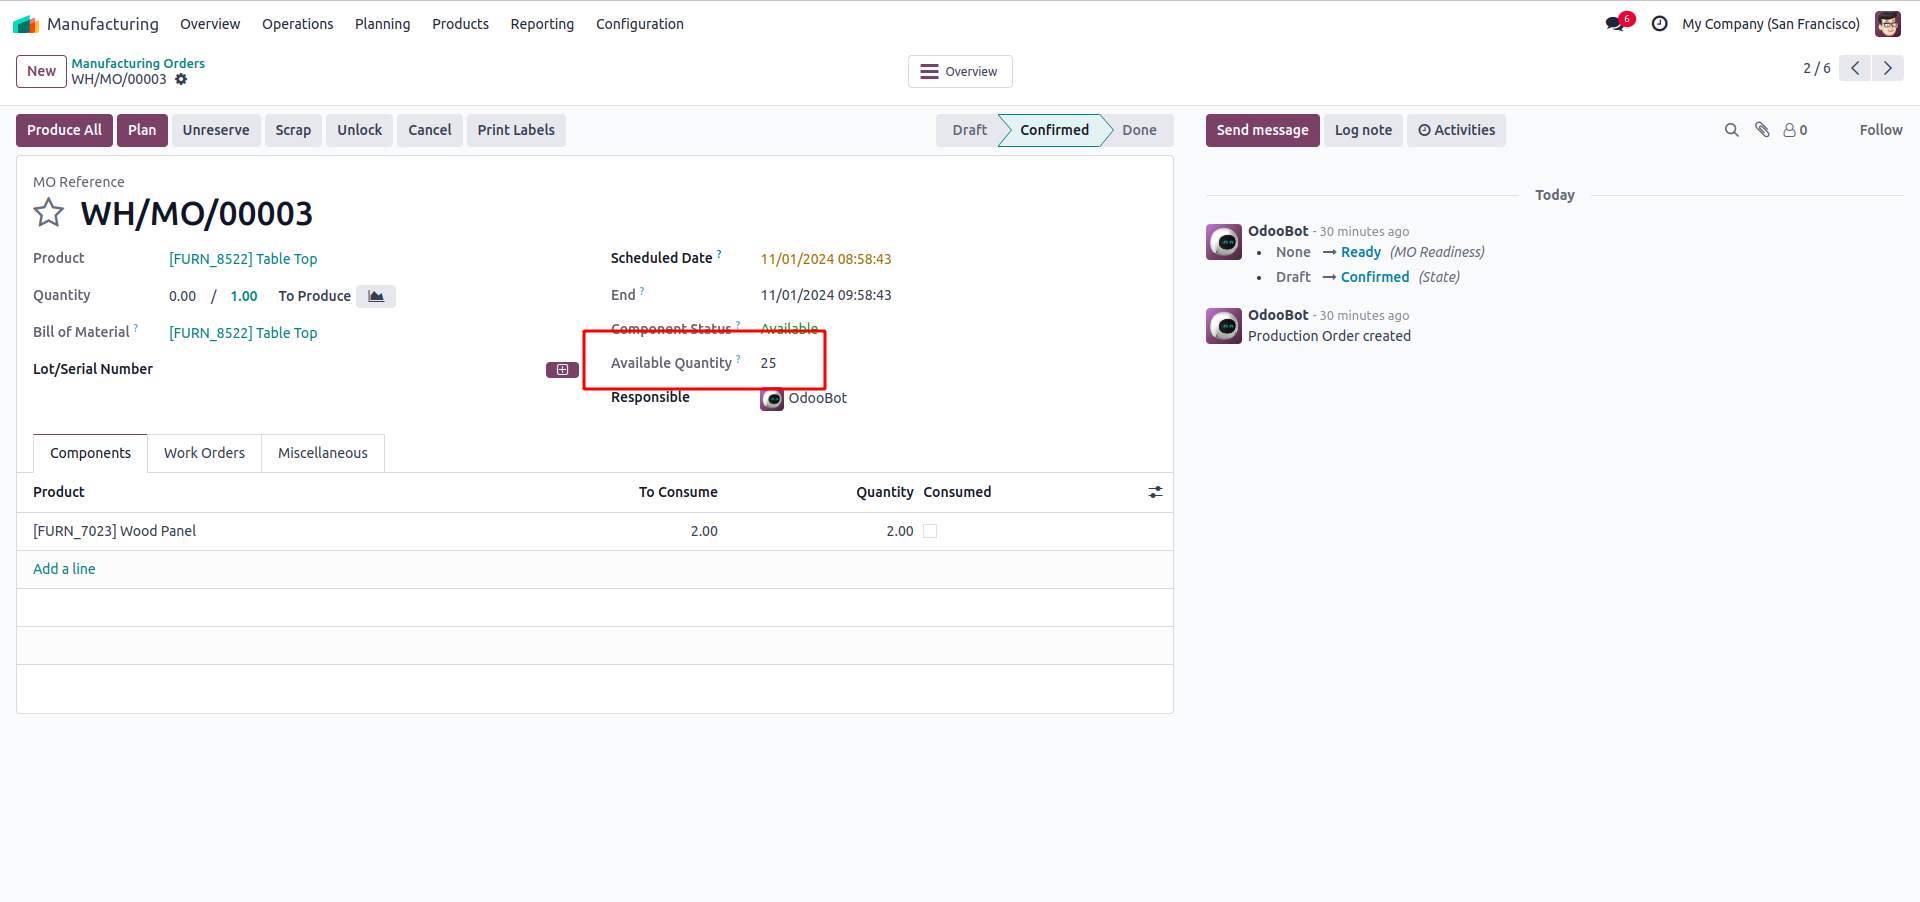 Manufacturing Overview Operations Planning Products Reporting Configuration 6 My Company (San Francisco)
New Manufacturing Orders
WH/MO/00003
Overview
2 / 6
Produce All Plan Unreserve Scrap Unlock Cancel Print Labels Draft Confirmed Done
Send message Log note Activities 0 Follow
MO Reference
WH/MO/00003
Product [FURN_8522] Table Top
Quantity 0.00 / 1.00 To Produce
Bill of Material ? [FURN_8522] Table Top
Lot/Serial Number
Scheduled Date ? 11/01/2024 08:58:43
End ? 11/01/2024 09:58:43
Component Status ? Available
Available Quantity ? 25
Responsible OdooBot
Components Work Orders Miscellaneous
Product To Consume Quantity Consumed
[FURN_7023] Wood Panel 2.00 2.00
Add a line
Today
OdooBot - 30 minutes ago
• None → Ready (MO Readiness)
• Draft → Confirmed (State)
OdooBot - 30 minutes ago
Production Order created